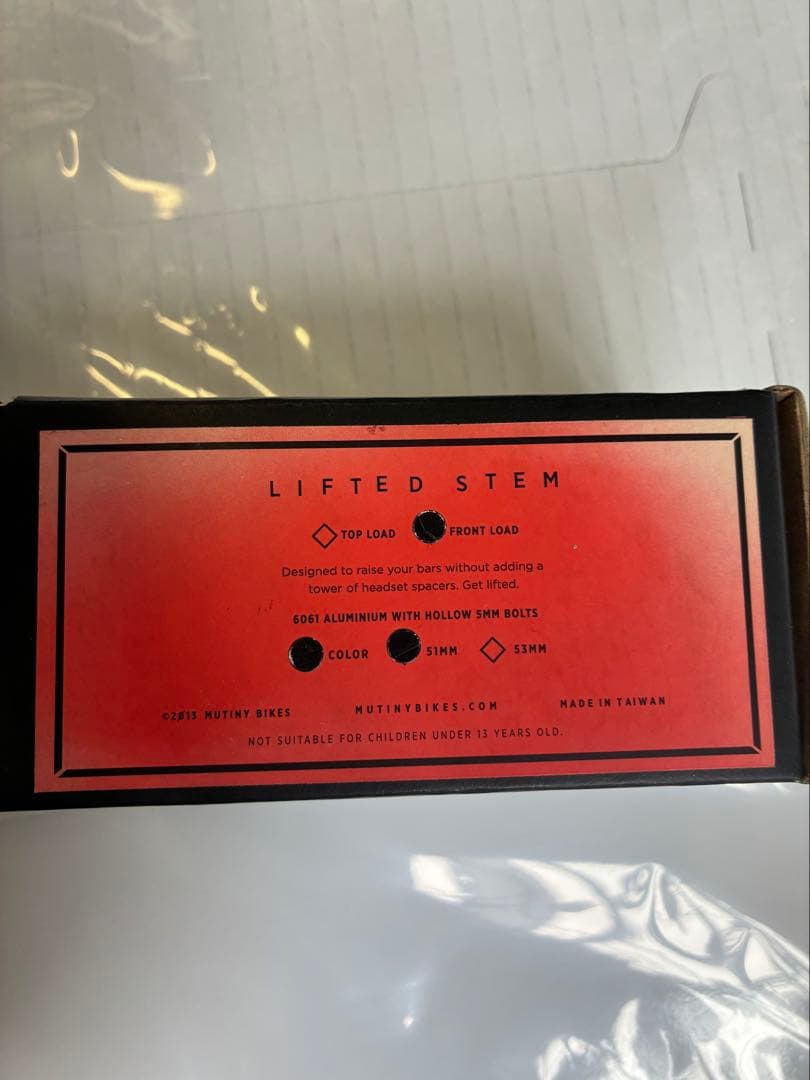 LIFTED STEM
TOP LOAD FRONT LOAD
Designed to raise your bars without adding a
tower of headset spacers. Get lifted.
6061 ALUMINIUM WITH HOLLOW 5MM BOLTS
COLOR 51MM 53MM
©2013 MUTINY BIKES MUTINYBIKES.COM MADE IN TAIWAN
NOT SUITABLE FOR CHILDREN UNDER 13 YEARS OLD.